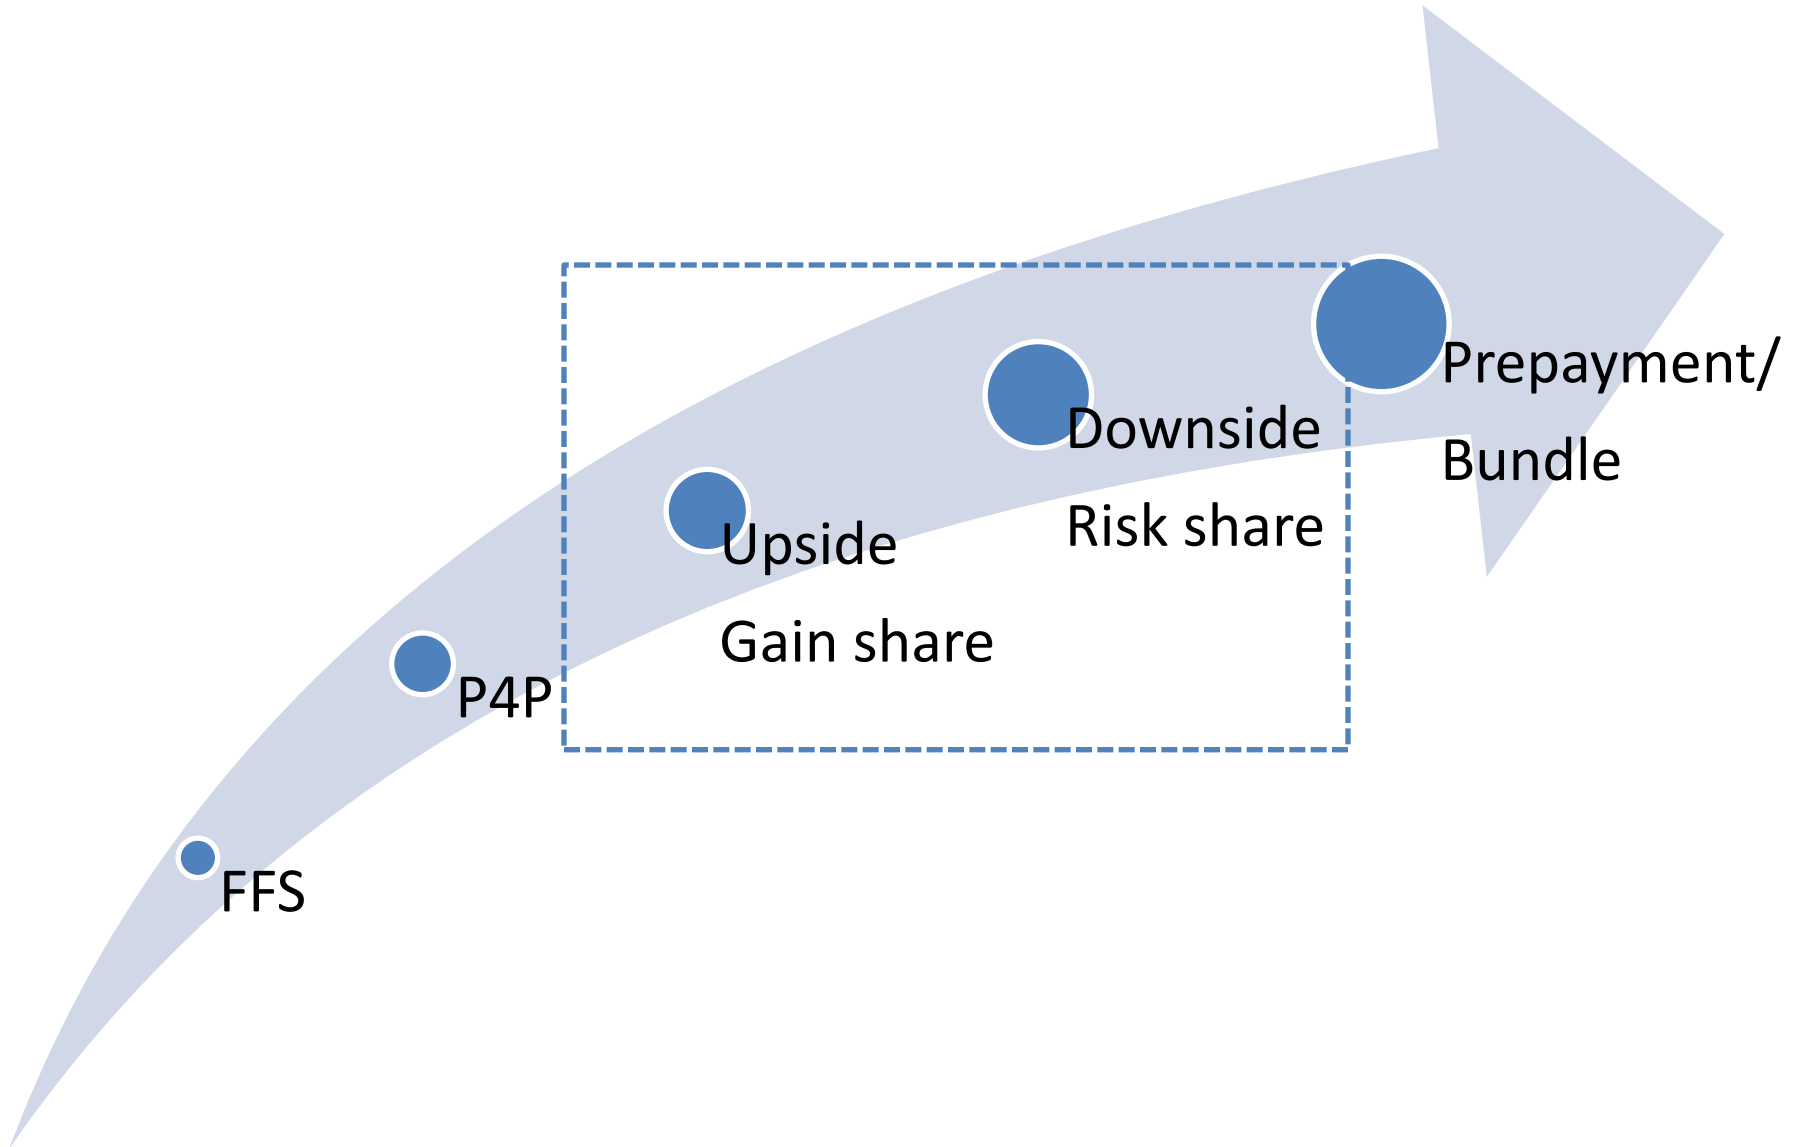 FFS
P4P
Upside
Gain share
Downside
Risk share
Prepayment/
Bundle